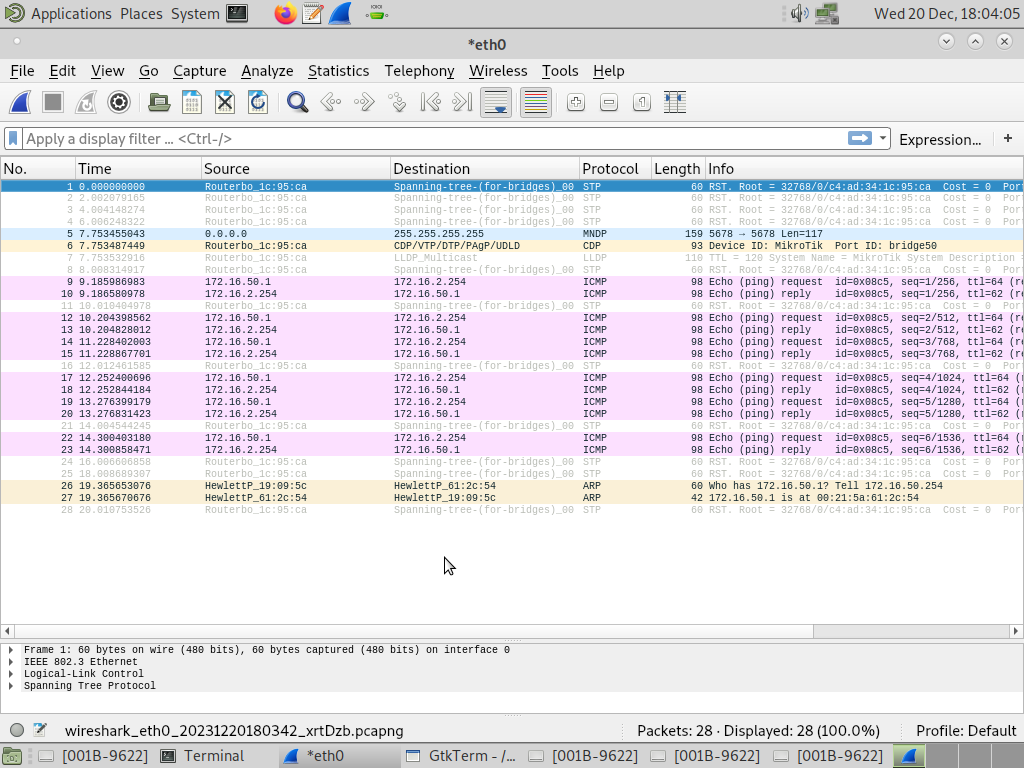 Applications Places System Wed 20 Dec, 18:04:05
*eth0
File Edit View Go Capture Analyze Statistics Telephony Wireless Tools Help
Apply a display filter ... <Ctrl-/> Expression... +
No. Time Source Destination Protocol Length Info
1 0.000000000 Routerbo_1c:95:ca Spanning-tree-(for-bridges)_00 STP 60 RST. Root = 32768/0/c4:ad:34:1c:95:ca Cost = 0 Por
2 2.002079165 Routerbo_1c:95:ca Spanning-tree-(for-bridges)_00 STP 60 RST. Root = 32768/0/c4:ad:34:1c:95:ca Cost = 0 Por
3 4.004148274 Routerbo_1c:95:ca Spanning-tree-(for-bridges)_00 STP 60 RST. Root = 32768/0/c4:ad:34:1c:95:ca Cost = 0 Por
4 6.006248322 Routerbo_1c:95:ca Spanning-tree-(for-bridges)_00 STP 60 RST. Root = 32768/0/c4:ad:34:1c:95:ca Cost = 0 Por
5 7.753455043 0.0.0.0 255.255.255.255 MNDP 159 5678 → 5678 Len=117
6 7.753487449 Routerbo_1c:95:ca CDP/VTP/DTP/PAgP/UDLD CDP 93 Device ID: MikroTik Port ID: bridge50
7 7.753532916 Routerbo_1c:95:ca LLDP_Multicast LLDP 110 TTL = 120 System Name = MikroTik System Description =
8 8.008314917 Routerbo_1c:95:ca Spanning-tree-(for-bridges)_00 STP 60 RST. Root = 32768/0/c4:ad:34:1c:95:ca Cost = 0 Por
9 9.185986983 172.16.50.1 172.16.2.254 ICMP 98 Echo (ping) request id=0x08c5, seq=1/256, ttl=64 (re
10 9.186580978 172.16.2.254 172.16.50.1 ICMP 98 Echo (ping) reply id=0x08c5, seq=1/256, ttl=62 (re
11 10.010404978 Routerbo_1c:95:ca Spanning-tree-(for-bridges)_00 STP 60 RST. Root = 32768/0/c4:ad:34:1c:95:ca Cost = 0 Por
12 10.204398562 172.16.50.1 172.16.2.254 ICMP 98 Echo (ping) request id=0x08c5, seq=2/512, ttl=64 (re
13 10.204828012 172.16.2.254 172.16.50.1 ICMP 98 Echo (ping) reply id=0x08c5, seq=2/512, ttl=62 (re
14 11.228402003 172.16.50.1 172.16.2.254 ICMP 98 Echo (ping) request id=0x08c5, seq=3/768, ttl=64 (re
15 11.228867701 172.16.2.254 172.16.50.1 ICMP 98 Echo (ping) reply id=0x08c5, seq=3/768, ttl=62 (re
16 12.012461585 Routerbo_1c:95:ca Spanning-tree-(for-bridges)_00 STP 60 RST. Root = 32768/0/c4:ad:34:1c:95:ca Cost = 0 Por
17 12.252400696 172.16.50.1 172.16.2.254 ICMP 98 Echo (ping) request id=0x08c5, seq=4/1024, ttl=64 (r
18 12.252844184 172.16.2.254 172.16.50.1 ICMP 98 Echo (ping) reply id=0x08c5, seq=4/1024, ttl=62 (r
19 13.276399179 172.16.50.1 172.16.2.254 ICMP 98 Echo (ping) request id=0x08c5, seq=5/1280, ttl=64 (r
20 13.276831423 172.16.2.254 172.16.50.1 ICMP 98 Echo (ping) reply id=0x08c5, seq=5/1280, ttl=62 (r
21 14.004544245 Routerbo_1c:95:ca Spanning-tree-(for-bridges)_00 STP 60 RST. Root = 32768/0/c4:ad:34:1c:95:ca Cost = 0 Por
22 14.300403180 172.16.50.1 172.16.2.254 ICMP 98 Echo (ping) request id=0x08c5, seq=6/1536, ttl=64 (r
23 14.300858471 172.16.2.254 172.16.50.1 ICMP 98 Echo (ping) reply id=0x08c5, seq=6/1536, ttl=62 (r
24 16.006606858 Routerbo_1c:95:ca Spanning-tree-(for-bridges)_00 STP 60 RST. Root = 32768/0/c4:ad:34:1c:95:ca Cost = 0 Por
25 18.008689307 Routerbo_1c:95:ca Spanning-tree-(for-bridges)_00 STP 60 RST. Root = 32768/0/c4:ad:34:1c:95:ca Cost = 0 Por
26 19.365653076 HewlettP_19:09:5c HewlettP_61:2c:54 ARP 60 Who has 172.16.50.1? Tell 172.16.50.254
27 19.365670676 HewlettP_61:2c:54 HewlettP_19:09:5c ARP 42 172.16.50.1 is at 00:21:5a:61:2c:54
28 20.010753526 Routerbo_1c:95:ca Spanning-tree-(for-bridges)_00 STP 60 RST. Root = 32768/0/c4:ad:34:1c:95:ca Cost = 0 Por
Frame 1: 60 bytes on wire (480 bits), 60 bytes captured (480 bits) on interface 0
IEEE 802.3 Ethernet
Logical-Link Control
Spanning Tree Protocol
wireshark_eth0_20231220180342_xrtDzb.pcapng Packets: 28 · Displayed: 28 (100.0%) Profile: Default
[001B-9622] Terminal *eth0 GtkTerm - /... [001B-9622] [001B-9622] [001B-9622]